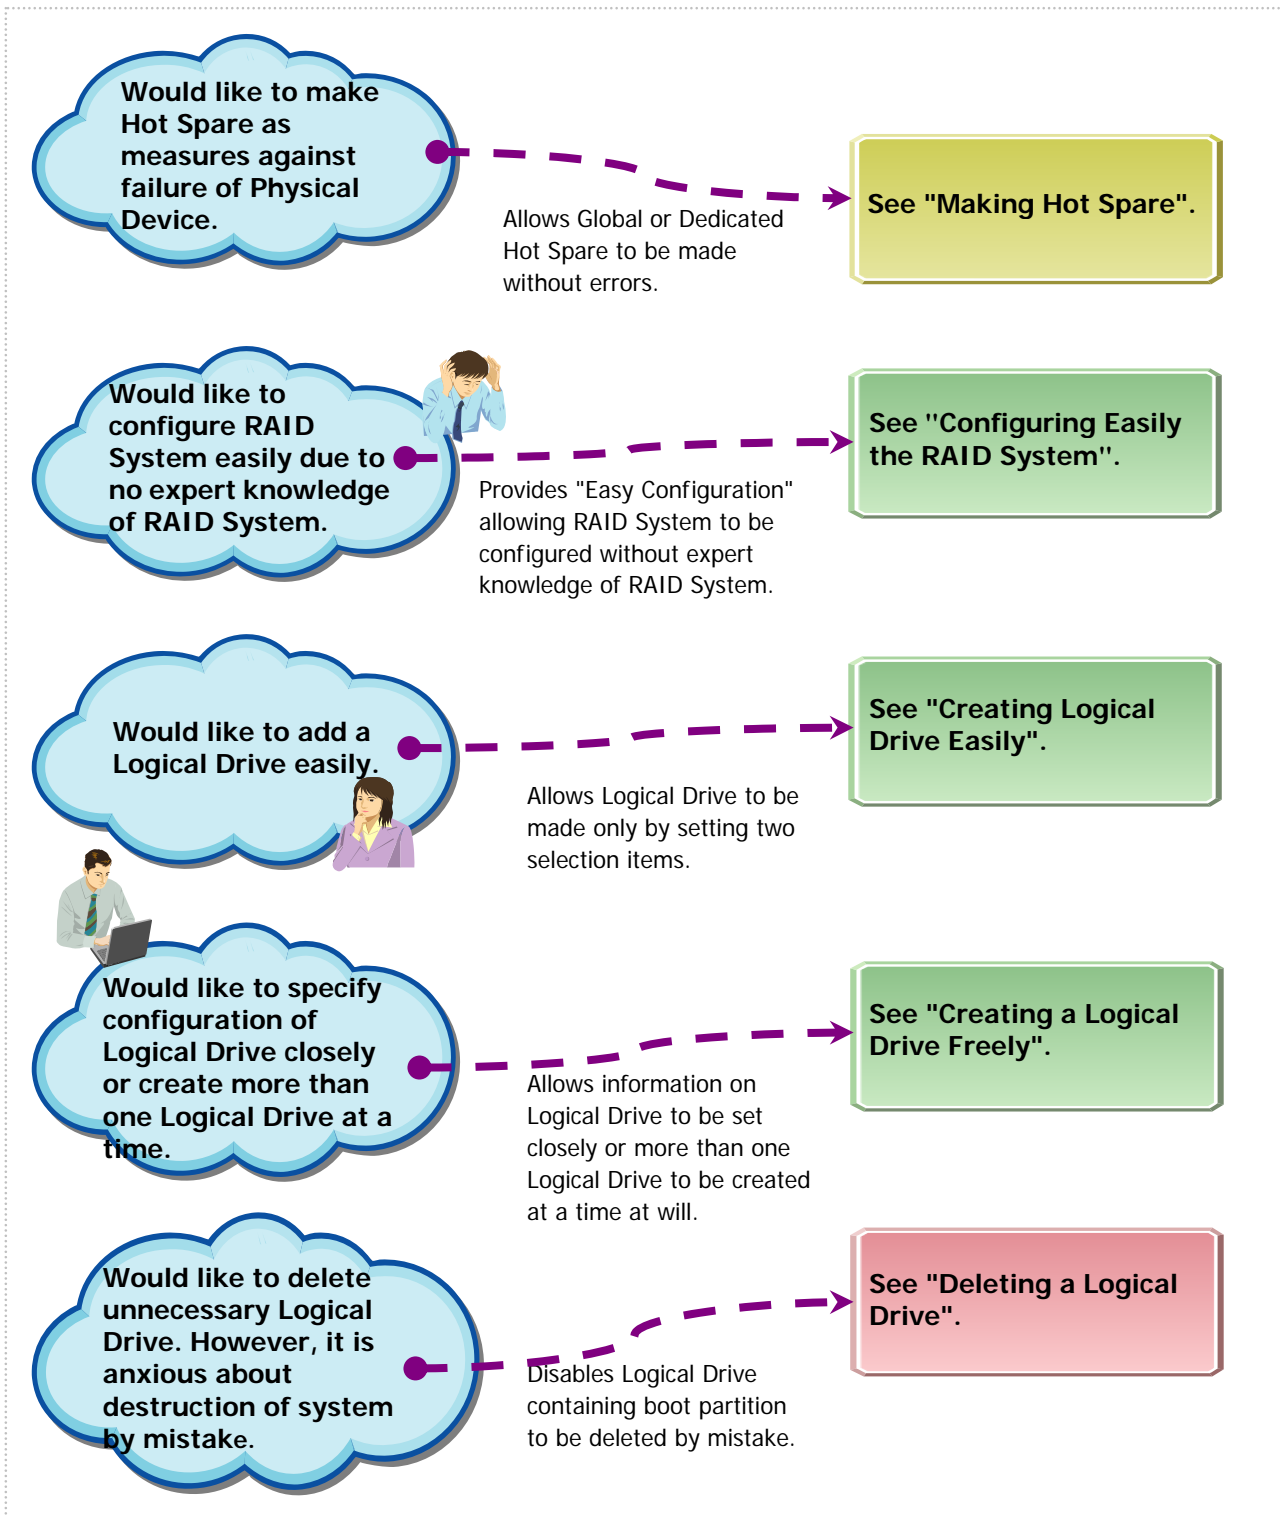 Would like to make
Hot Spare as
measures against
failure of Physical
Device.
Allows Global or Dedicated
Hot Spare to be made
without errors.
See "Making Hot Spare".
Would like to
configure RAID
System easily due to
no expert knowledge
of RAID System.
Provides "Easy Configuration"
allowing RAID System to be
configured without expert
knowledge of RAID System.
See "Configuring Easily
the RAID System".
Would like to add a
Logical Drive easily.
Allows Logical Drive to be
made only by setting two
selection items.
See "Creating Logical
Drive Easily".
Would like to specify
configuration of
Logical Drive closely
or create more than
one Logical Drive at a
time.
Allows information on
Logical Drive to be set
closely or more than one
Logical Drive to be created
at a time at will.
See "Creating a Logical
Drive Freely".
Would like to delete
unnecessary Logical
Drive. However, it is
anxious about
destruction of system
by mistake.
Disables Logical Drive
containing boot partition
to be deleted by mistake.
See "Deleting a Logical
Drive".